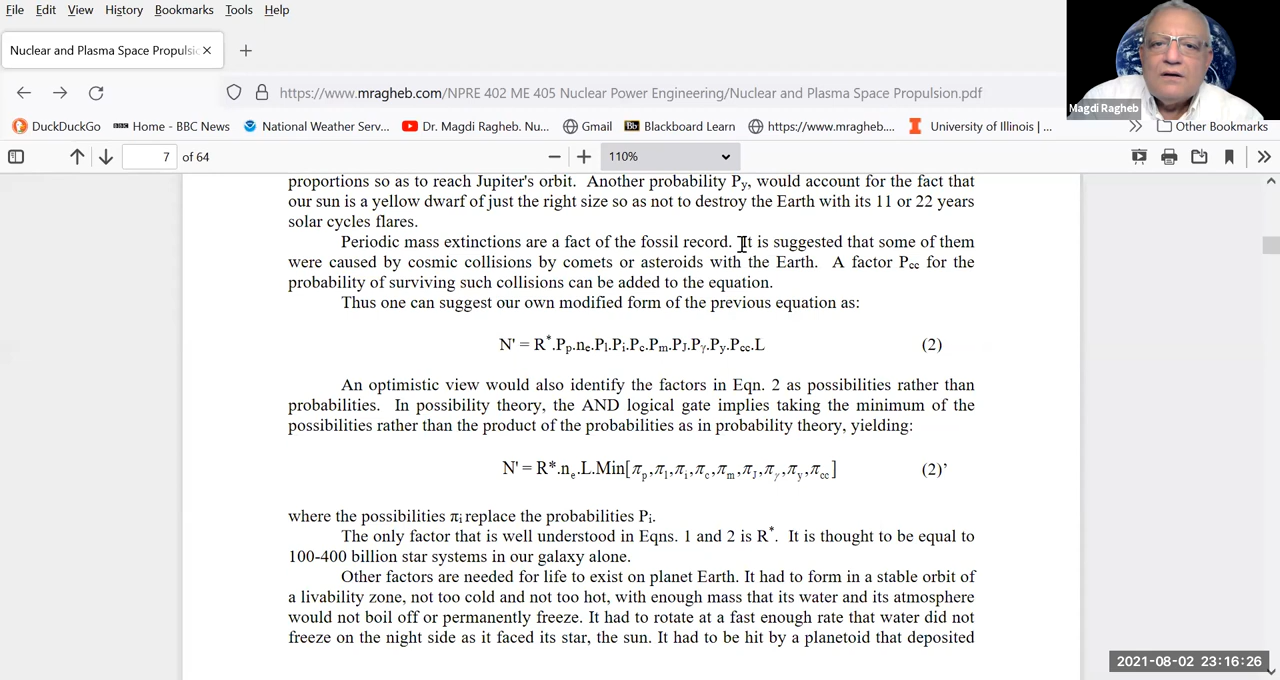 File Edit View History Bookmarks Tools Help
Nuclear and Plasma Space Propulsi
https://www.mragheb.com/NPRE 402 ME 405 Nuclear Power Engineering/Nuclear and Plasma Space Propulsion.pdf
Magdi Ragheb
DuckDuckGo BBC Home - BBC News National Weather Serv... Dr. Magdi Ragheb. Nu... Gmail Bb Blackboard Learn https://www.mragheb.... I University of Illinois | ... Other Bookmarks
7 of 64 110%
proportions so as to reach Jupiter's orbit. Another probability Py, would account for the fact that
our sun is a yellow dwarf of just the right size so as not to destroy the Earth with its 11 or 22 years
solar cycles flares.
Periodic mass extinctions are a fact of the fossil record. It is suggested that some of them
were caused by cosmic collisions by comets or asteroids with the Earth. A factor Pcc for the
probability of surviving such collisions can be added to the equation.
Thus one can suggest our own modified form of the previous equation as:
N' = R*.Pp.ne.Pl.Pi.Pc.Pm.PJ.Pγ.Py.Pcc.L (2)
An optimistic view would also identify the factors in Eqn. 2 as possibilities rather than
probabilities. In possibility theory, the AND logical gate implies taking the minimum of the
possibilities rather than the product of the probabilities as in probability theory, yielding:
N' = R*.ne.L.Min[πp,πl,πi,πc,πm,πJ,πγ,πy,πcc] (2)’
where the possibilities πi replace the probabilities Pi.
The only factor that is well understood in Eqns. 1 and 2 is R*. It is thought to be equal to
100-400 billion star systems in our galaxy alone.
Other factors are needed for life to exist on planet Earth. It had to form in a stable orbit of
a livability zone, not too cold and not too hot, with enough mass that its water and its atmosphere
would not boil off or permanently freeze. It had to rotate at a fast enough rate that water did not
freeze on the night side as it faced its star, the sun. It had to be hit by a planetoid that deposited
2021-08-02 23:16:26